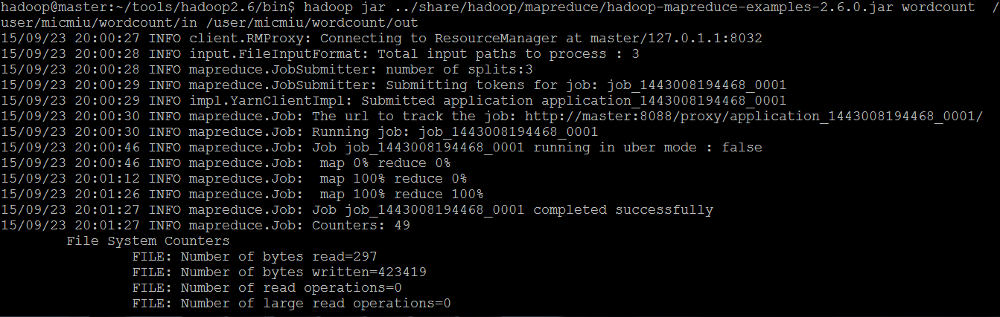 hadoop@master:~/tools/hadoop2.6/bin$ hadoop jar ../share/hadoop/mapreduce/hadoop-mapreduce-examples-2.6.0.jar wordcount  /
user/micmiu/wordcount/in /user/micmiu/wordcount/out
15/09/23 20:00:27 INFO client.RMProxy: Connecting to ResourceManager at master/127.0.1.1:8032
15/09/23 20:00:28 INFO input.FileInputFormat: Total input paths to process : 3
15/09/23 20:00:28 INFO mapreduce.JobSubmitter: number of splits:3
15/09/23 20:00:29 INFO mapreduce.JobSubmitter: Submitting tokens for job: job_1443008194468_0001
15/09/23 20:00:29 INFO impl.YarnClientImpl: Submitted application application_1443008194468_0001
15/09/23 20:00:30 INFO mapreduce.Job: The url to track the job: http://master:8088/proxy/application_1443008194468_0001/
15/09/23 20:00:30 INFO mapreduce.Job: Running job: job_1443008194468_0001
15/09/23 20:00:46 INFO mapreduce.Job: Job job_1443008194468_0001 running in uber mode : false
15/09/23 20:00:46 INFO mapreduce.Job:  map 0% reduce 0%
15/09/23 20:01:12 INFO mapreduce.Job:  map 100% reduce 0%
15/09/23 20:01:26 INFO mapreduce.Job:  map 100% reduce 100%
15/09/23 20:01:27 INFO mapreduce.Job: Job job_1443008194468_0001 completed successfully
15/09/23 20:01:27 INFO mapreduce.Job: Counters: 49
        File System Counters
                FILE: Number of bytes read=297
                FILE: Number of bytes written=423419
                FILE: Number of read operations=0
                FILE: Number of large read operations=0